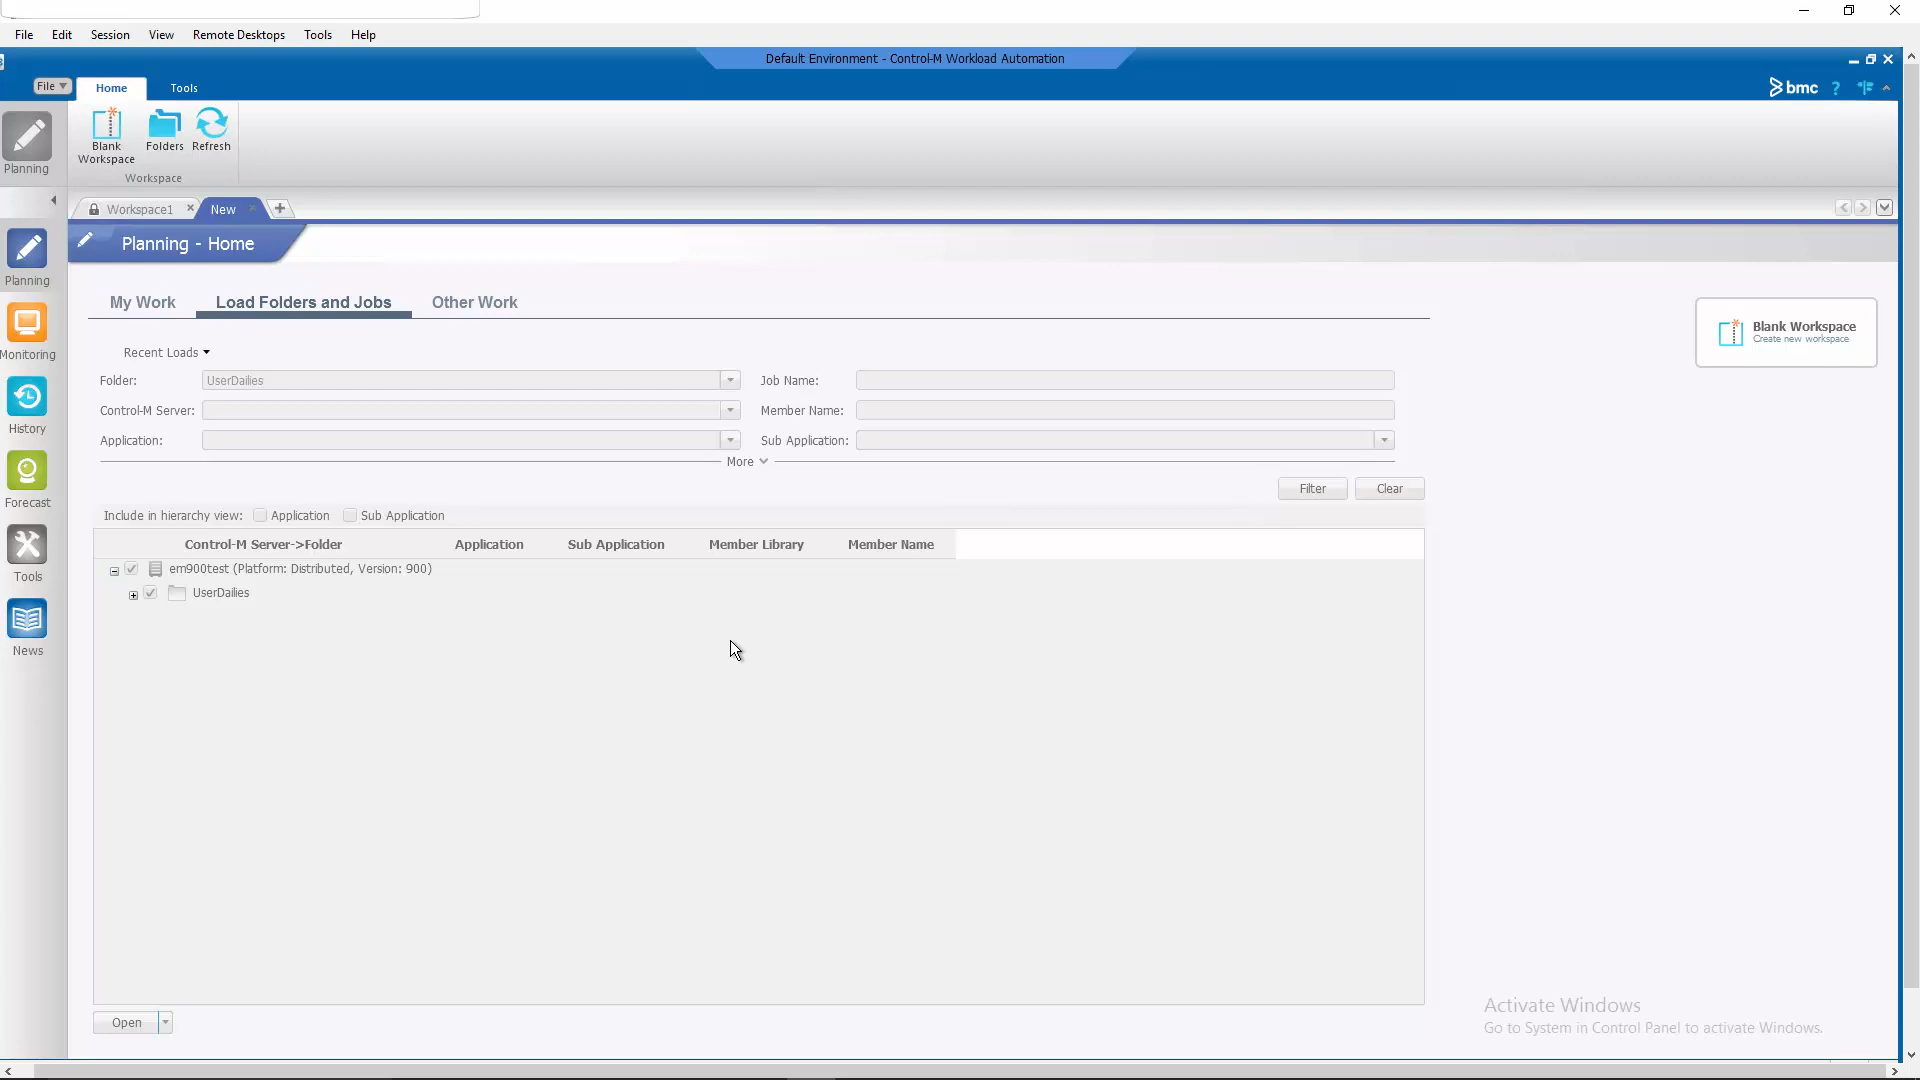 File Edit Session View Remote Desktops Tools Help
Default Environment - Control-M Workload Automation
File Home Tools
bmc ?
Blank Workspace
Folders
Refresh
Workspace
Planning
Workspace1 New
Planning - Home
My Work Load Folders and Jobs Other Work
Blank Workspace
Create new workspace
Recent Loads
Folder: UserDailies Job Name:
Control-M Server: Member Name:
Application: Sub Application:
More
Filter Clear
Include in hierarchy view: Application Sub Application
Control-M Server->Folder Application Sub Application Member Library Member Name
em900test (Platform: Distributed, Version: 900)
UserDailies
Open
Planning
Monitoring
History
Forecast
Tools
News
Activate Windows
Go to System in Control Panel to activate Windows.